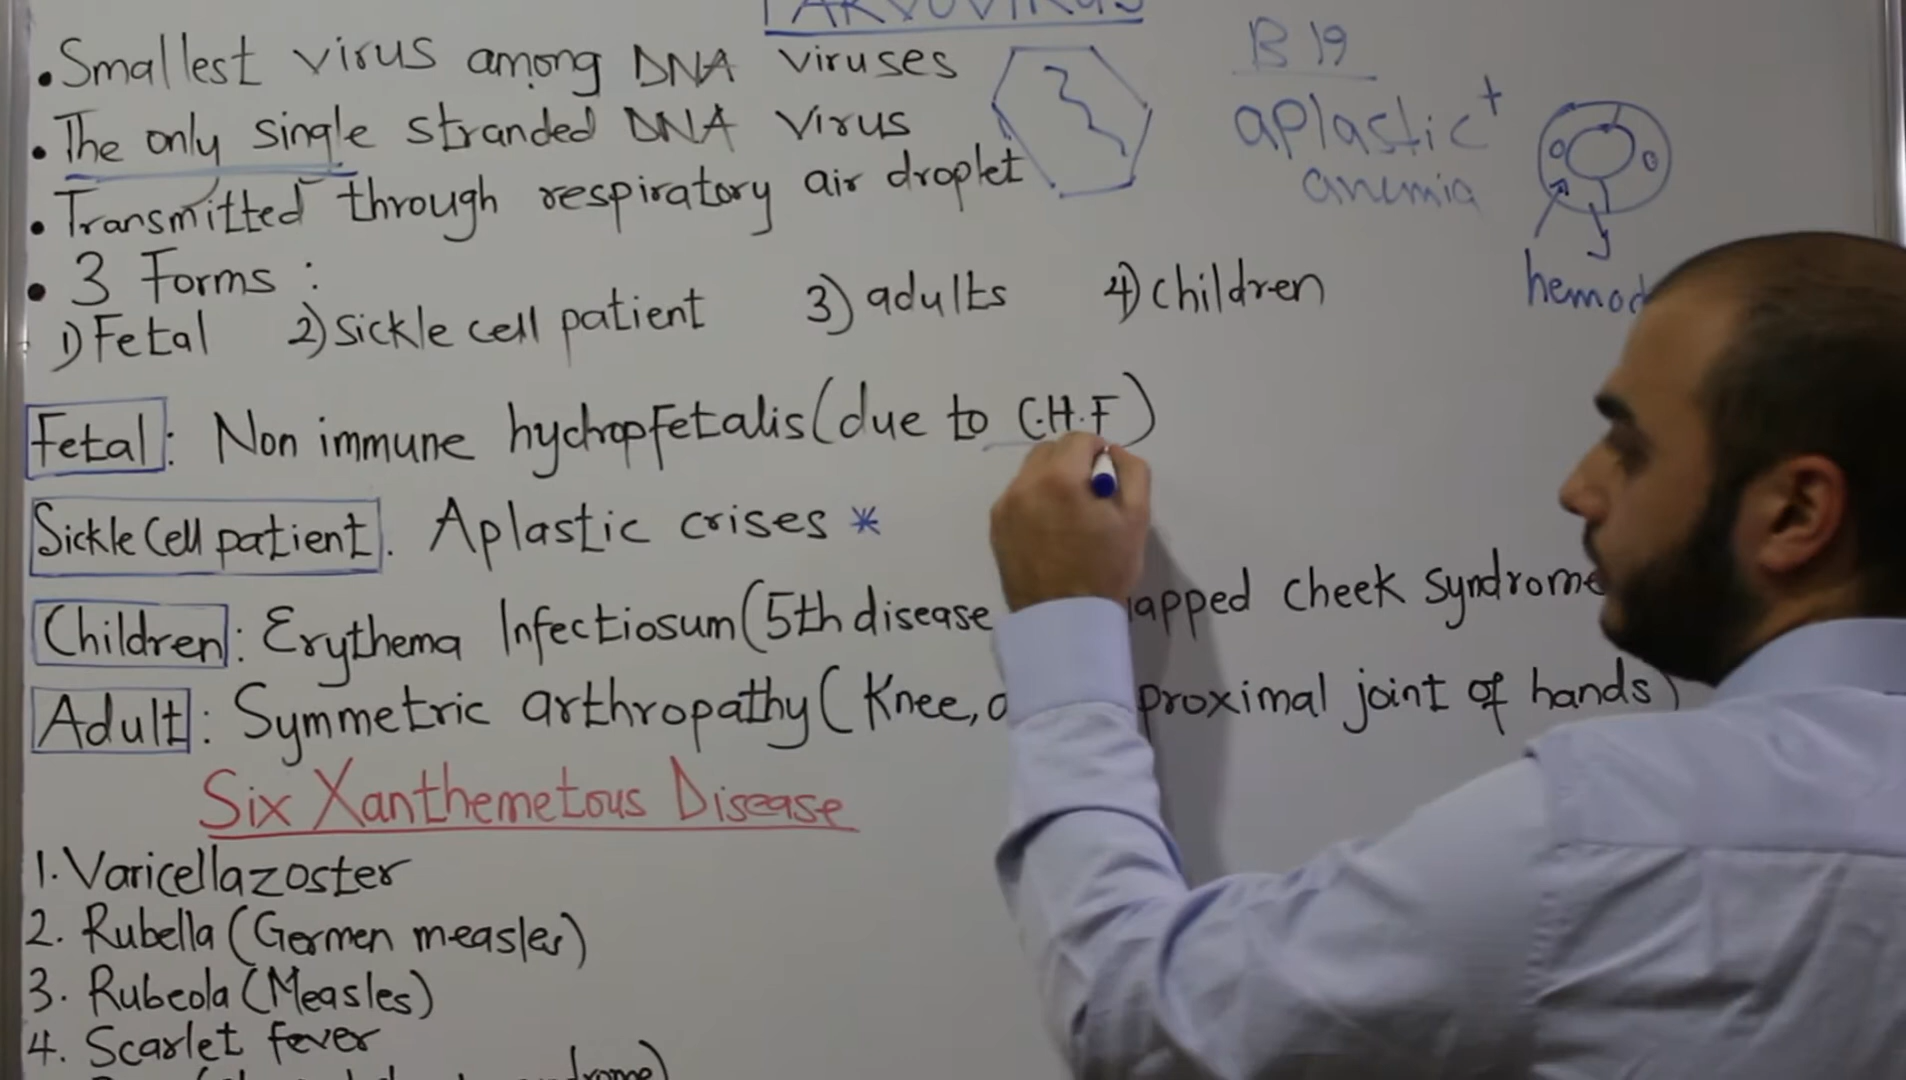 PARVOVIRUS
• Smallest virus among DNA viruses
• The only single stranded DNA Virus
• Transmitted through respiratory air droplet
B 19
aplastic +
anemia
• 3 Forms :
1) Fetal 2) Sickle cell patient 3) adults 4) children
Fetal : Non immune hydropfetalis (due to C.H.F)
Sickle Cell patient . Aplastic crises *
Children : Erythema Infectiosum (5th disease cheek syndrome
Adult : Symmetric arthropathy (Knee, proximal joint of hands)
Six Xanthemetous Disease
1. Varicellazoster
2. Rubella (Germen measles)
3. Rubeola (Measles)
4. Scarlet fever